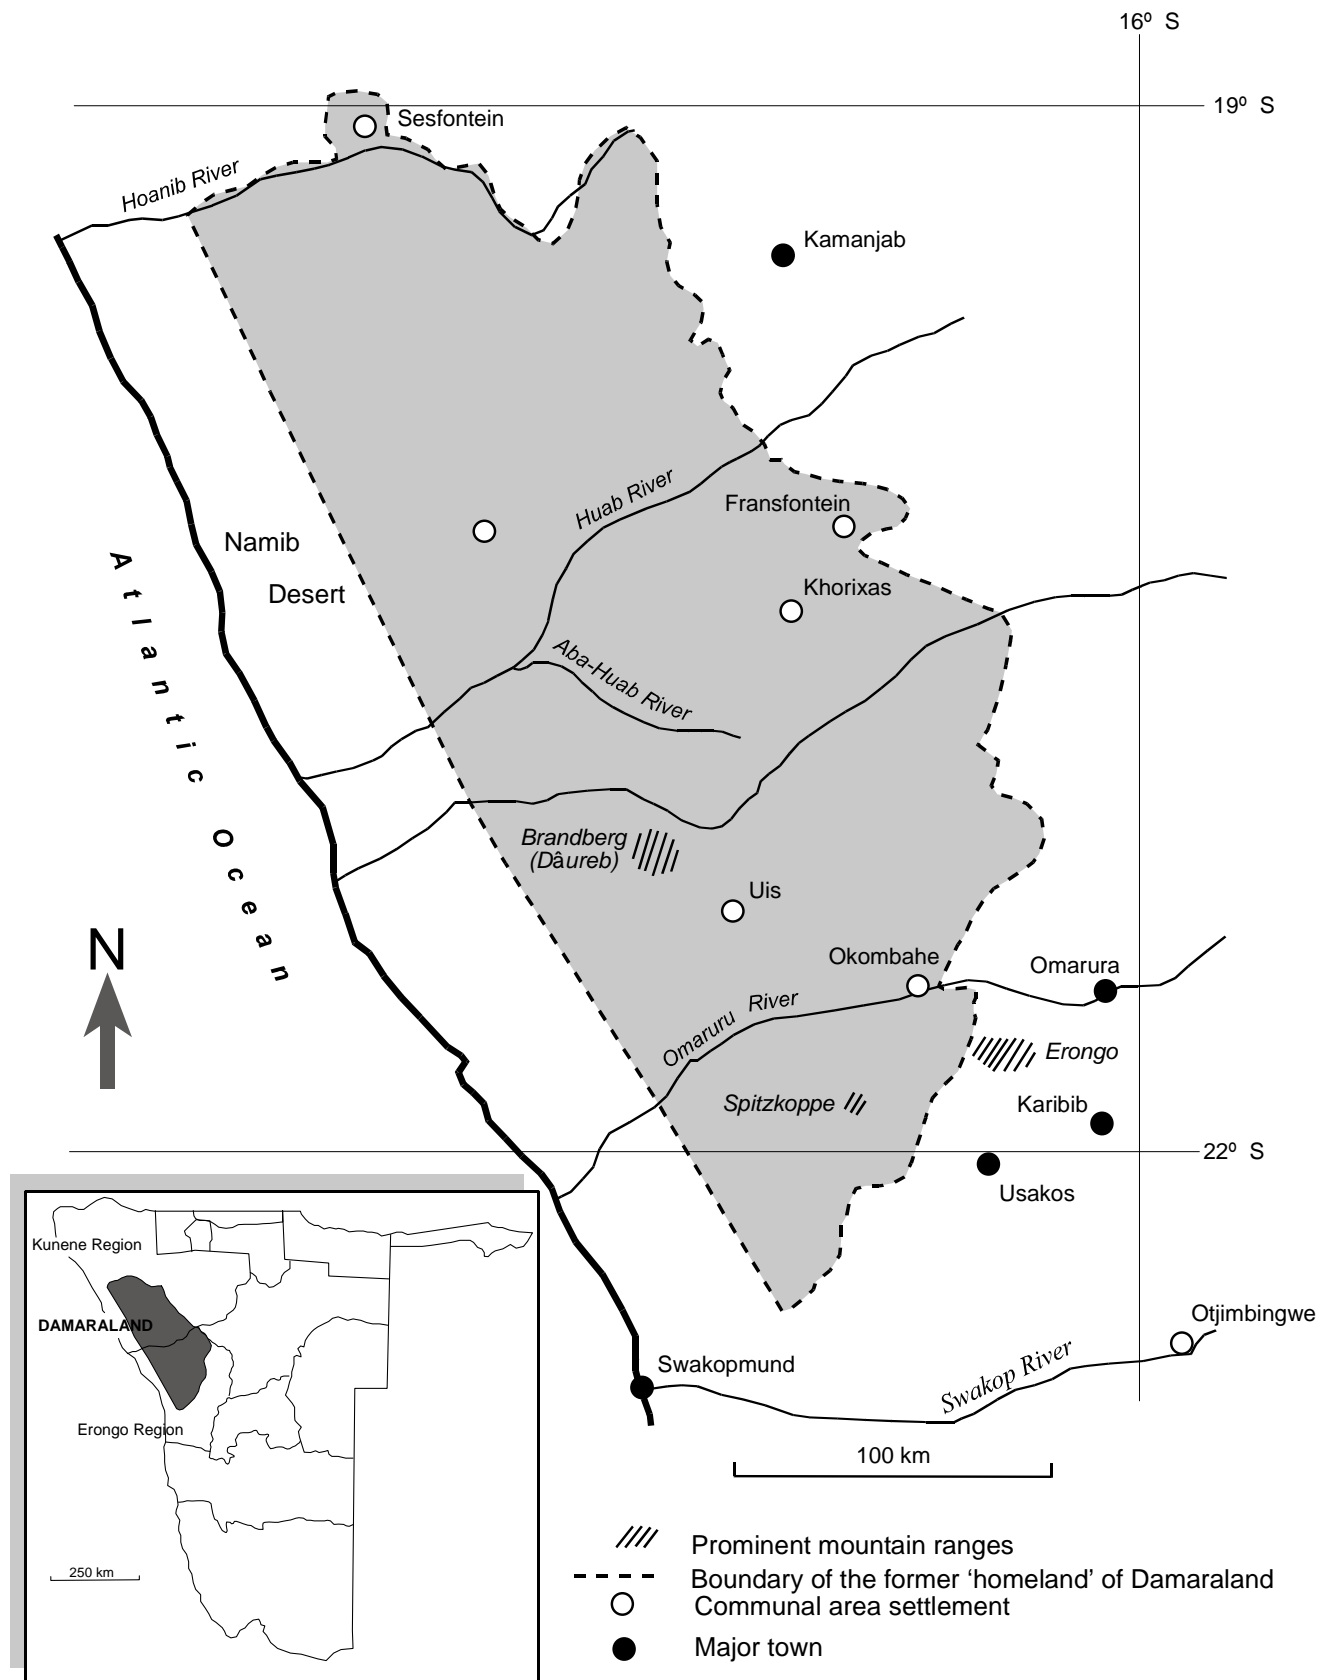 16º S
19º S
Sesfontein
Hoanib River
Kamanjab
Huab River
Fransfontein
Namib
Desert
Khorixas
Aba-Huab River
Atlantic Ocean
Brandberg
(Dâureb)
Uis
N
Okombahe
Omarura
Omaruru River
Erongo
Spitzkoppe
Karibib
22º S
Usakos
Kunene Region
DAMARALAND
Erongo Region
250 km
Otjimbingwe
Swakopmund
Swakop River
100 km
Prominent mountain ranges
Boundary of the former ‘homeland’ of Damaraland
Communal area settlement
Major town